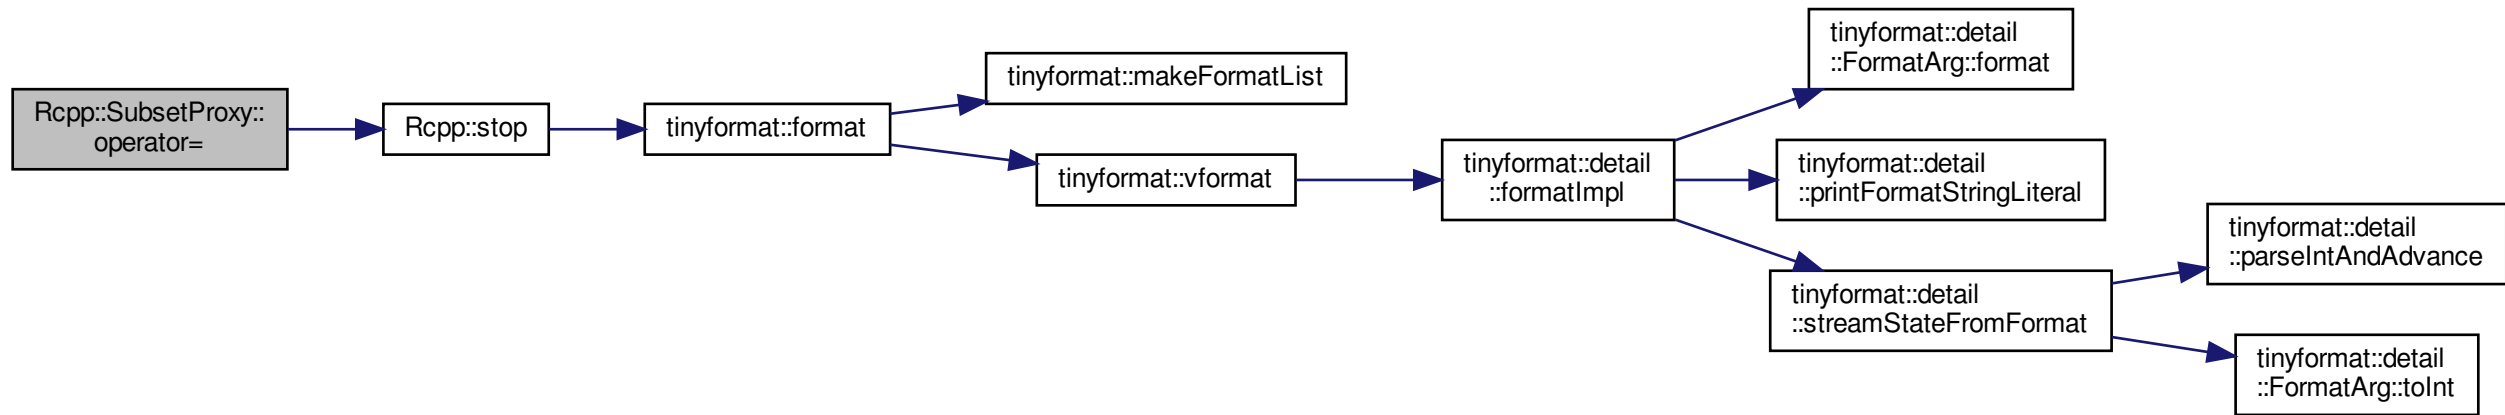 Rcpp::SubsetProxy::
operator=
Rcpp::stop
tinyformat::format
tinyformat::makeFormatList
tinyformat::vformat
tinyformat::detail
::formatImpl
tinyformat::detail
::FormatArg::format
tinyformat::detail
::printFormatStringLiteral
tinyformat::detail
::streamStateFromFormat
tinyformat::detail
::parseIntAndAdvance
tinyformat::detail
::FormatArg::toInt